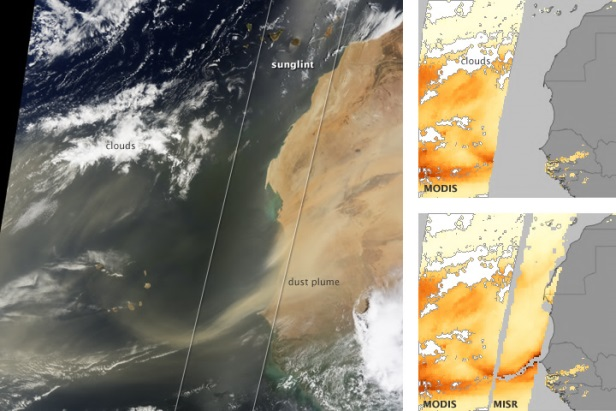 sunglint
clouds
dust plume
clouds
MODIS
MODIS
MISR